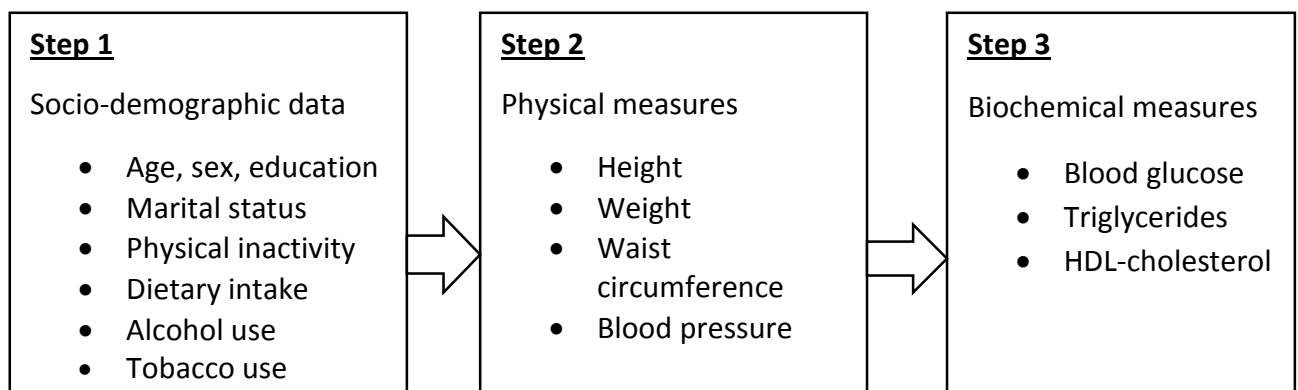 Step 1
Socio-demographic data
• Age, sex, education
• Marital status
• Physical inactivity
• Dietary intake
• Alcohol use
• Tobacco use
Step 2
Physical measures
• Height
• Weight
• Waist
circumference
• Blood pressure
Step 3
Biochemical measures
• Blood glucose
• Triglycerides
• HDL-cholesterol